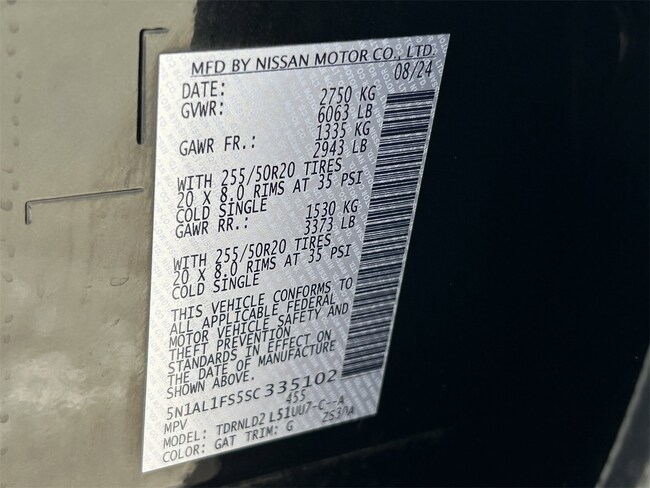 MFD BY NISSAN MOTOR CO., LTD.
DATE: 08/24
GVWR: 2750 KG
6063 LB
GAWR FR.: 1335 KG
2943 LB
WITH 255/50R20 TIRES
20 X 8.0 RIMS AT 35 PSI
COLD SINGLE
GAWR RR.: 1530 KG
3373 LB
WITH 255/50R20 TIRES
20 X 8.0 RIMS AT 35 PSI
COLD SINGLE
THIS VEHICLE CONFORMS TO
ALL APPLICABLE FEDERAL
MOTOR VEHICLE SAFETY AND
THEFT PREVENTION
STANDARDS IN EFFECT ON
THE DATE OF MANUFACTURE
SHOWN ABOVE.
5N1AL1FS5SC335102
MPV 455
MODEL: TDRNLD2 L51UU7-C--A
COLOR: GAT TRIM: G ZS30A